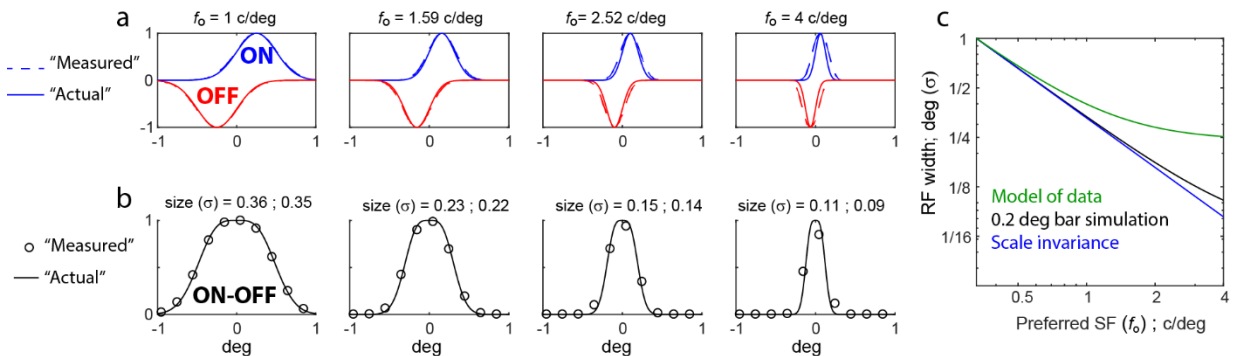 a
f₀ = 1 c/deg
f₀ = 1.59 c/deg
f₀= 2.52 c/deg
f₀ = 4 c/deg
"Measured"
"Actual"
1
0
-1
ON
OFF
-1 0 1
-1 0 1
-1 0 1
-1 0 1
b
size (σ) = 0.36 ; 0.35
size (σ) = 0.23 ; 0.22
size (σ) = 0.15 ; 0.14
size (σ) = 0.11 ; 0.09
"Measured"
"Actual"
1
0
ON-OFF
-1 0 1
-1 0 1
-1 0 1
-1 0 1
deg
deg
deg
deg
c
RF width; deg (σ)
1
1/2
1/4
1/8
1/16
Model of data
0.2 deg bar simulation
Scale invariance
0.5 1 2 4
Preferred SF (f₀) ; c/deg